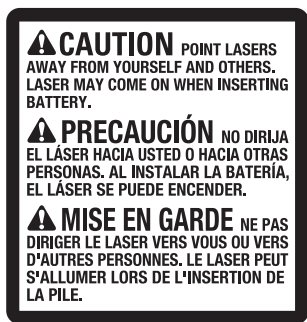 CAUTION POINT LASERS
AWAY FROM YOURSELF AND OTHERS.
LASER MAY COME ON WHEN INSERTING
BATTERY.
PRECAUCIÓN NO DIRIJA
EL LÁSER HACIA USTED O HACIA OTRAS
PERSONAS. AL INSTALAR LA BATERÍA,
EL LÁSER SE PUEDE ENCENDER.
MISE EN GARDE NE PAS
DIRIGER LE LASER VERS VOUS OU VERS
D'AUTRES PERSONNES. LE LASER PEUT
S'ALLUMER LORS DE L'INSERTION DE
LA PILE.